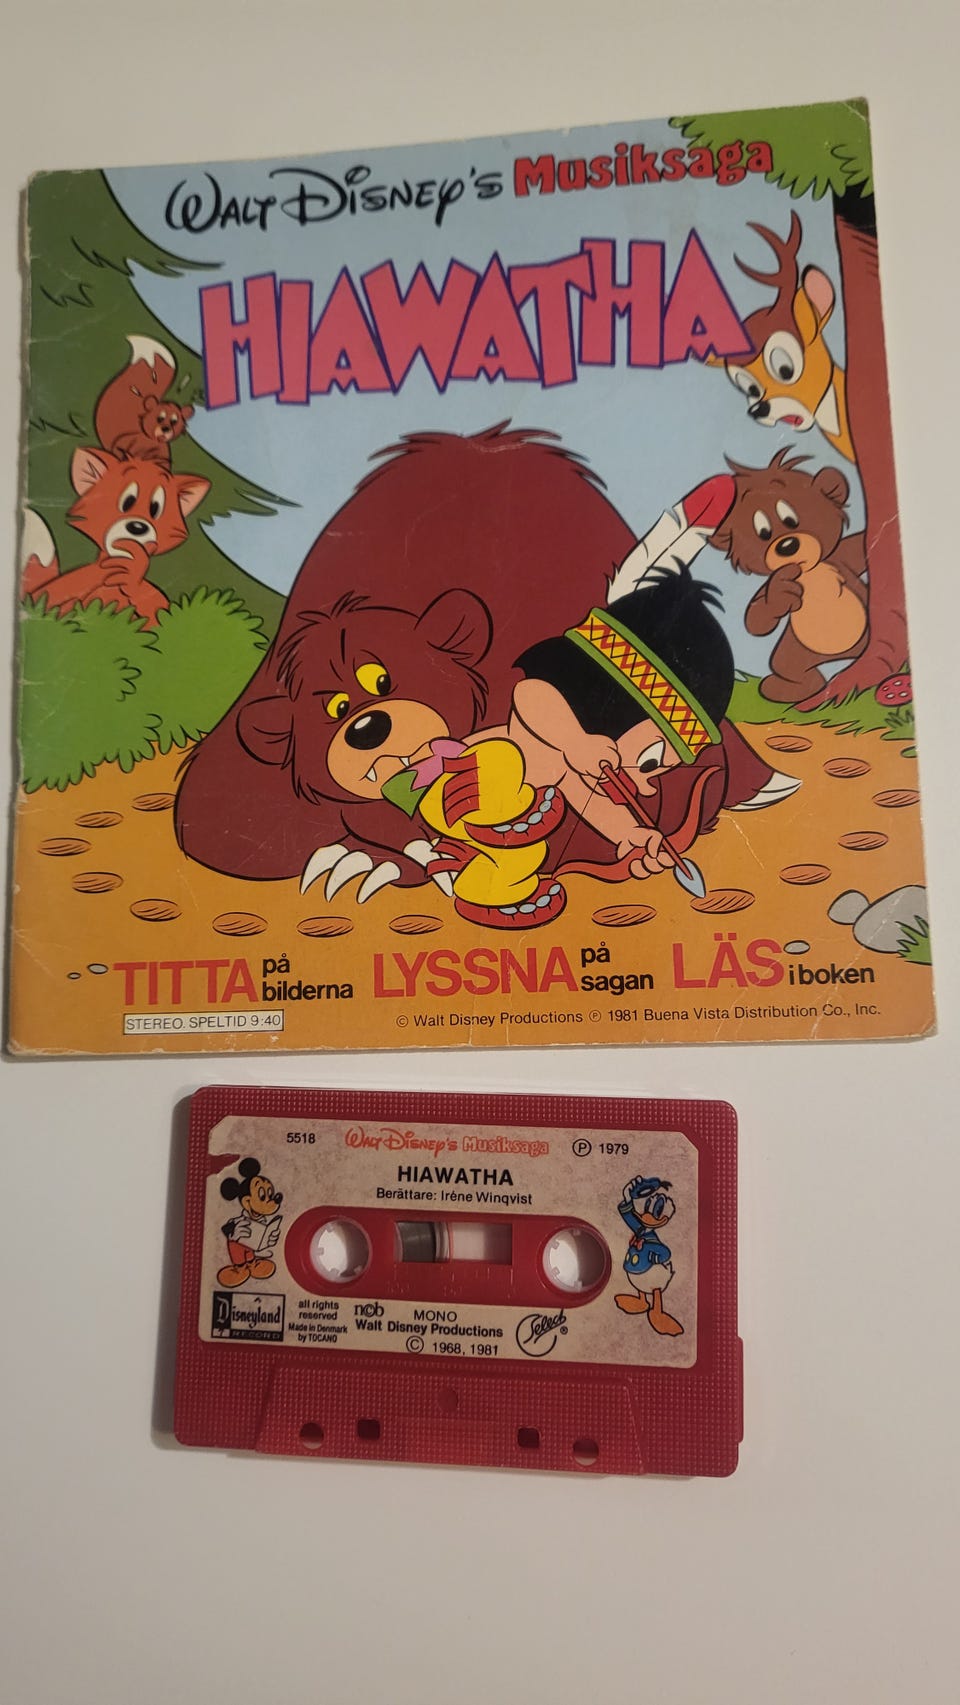 WALT DISNEY'S Musiksaga
HIAWATHA
TITTA på bilderna LYSSNA på sagan LÄS i boken
STEREO. SPELTID 9:40
© Walt Disney Productions ℗ 1981 Buena Vista Distribution Co., Inc.
5518 WALT DISNEY'S Musiksaga ℗ 1979
HIAWATHA
Berättare: Iréne Winqvist
Disneyland
RECORD
all rights
reserved
Made in Denmark
by TOCANO
ncb MONO
Walt Disney Productions
© 1968, 1981
Select ®